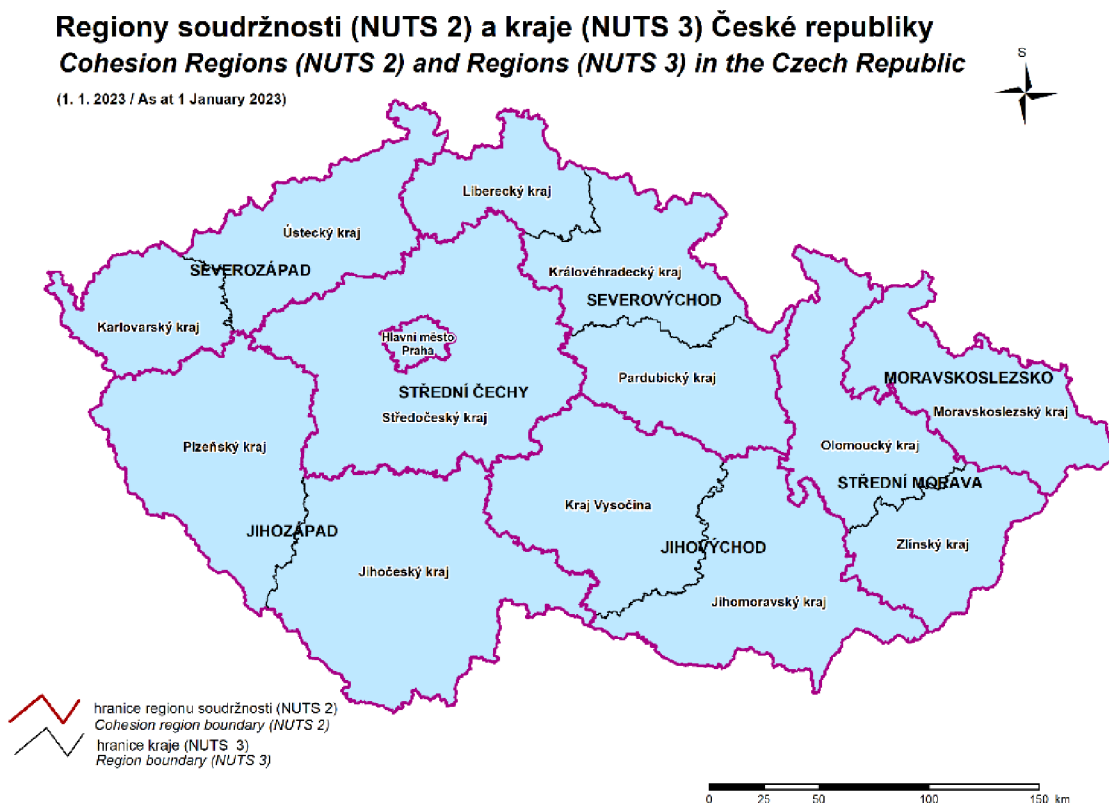 Regiony soudržnosti (NUTS 2) a kraje (NUTS 3) České republiky
Cohesion Regions (NUTS 2) and Regions (NUTS 3) in the Czech Republic
(1. 1. 2023 / As at 1 January 2023)
S
Liberecký kraj
Ústecký kraj
SEVEROZÁPAD
Královéhradecký kraj
SEVEROVÝCHOD
Karlovarský kraj
Hlavní město
Praha
STŘEDNÍ ČECHY
Pardubický kraj
MORAVSKOSLEZSKO
Středočeský kraj
Moravskoslezský kraj
Plzeňský kraj
Olomoucký kraj
STŘEDNÍ MORAVA
Kraj Vysočina
JIHOZÁPAD
JIHOVÝCHOD
Zlínský kraj
Jihočeský kraj
Jihomoravský kraj
hranice regionu soudržnosti (NUTS 2)
Cohesion region boundary (NUTS 2)
hranice kraje (NUTS 3)
Region boundary (NUTS 3)
0 25 50 100 150 km